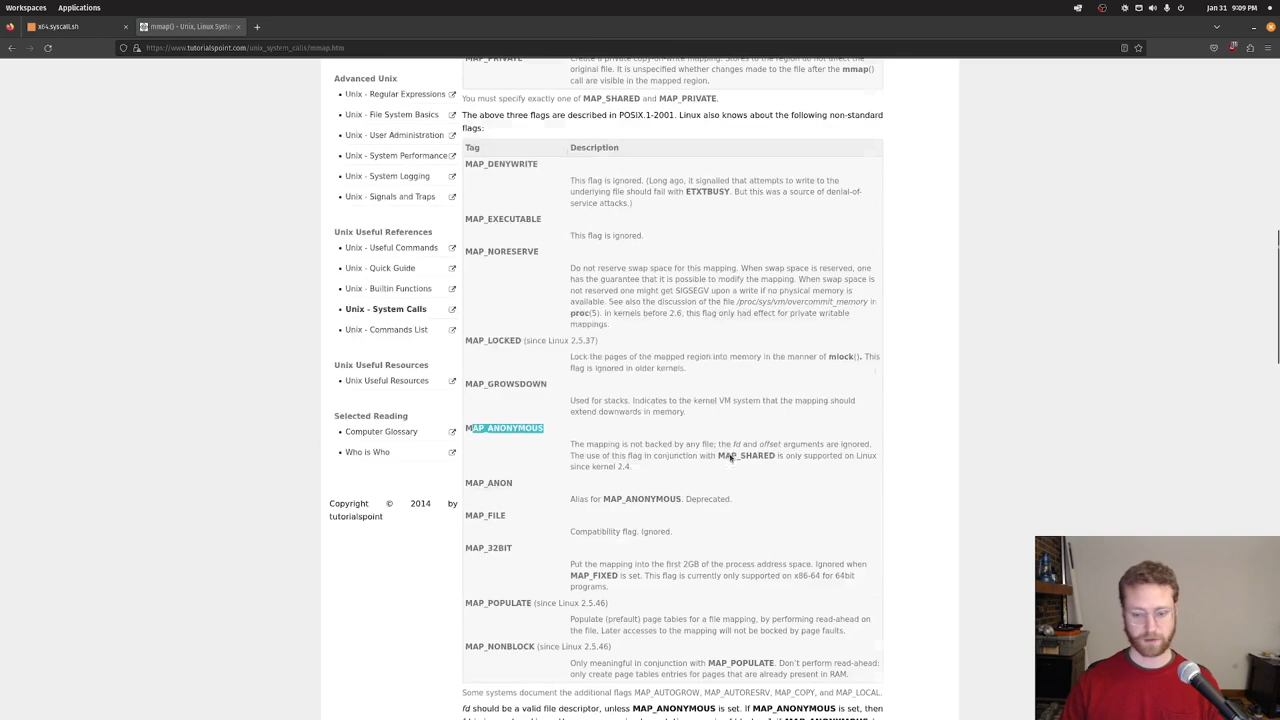 Workspaces Applications
Jan 31 9:09 PM
x64.syscall.sh
mmap() - Unix, Linux Syste
https://www.tutorialspoint.com/unix_system_calls/mmap.htm
Advanced Unix
• Unix - Regular Expressions
• Unix - File System Basics
• Unix - User Administration
• Unix - System Performance
• Unix - System Logging
• Unix - Signals and Traps
Unix Useful References
• Unix - Useful Commands
• Unix - Quick Guide
• Unix - Builtin Functions
• Unix - System Calls
• Unix - Commands List
Unix Useful Resources
• Unix Useful Resources
Selected Reading
• Computer Glossary
• Who is Who
Copyright © 2014 by
tutorialspoint
MAP_PRIVATE
Create a private copy-on-write mapping. Stores to the region do not affect the
original file. It is unspecified whether changes made to the file after the mmap()
call are visible in the mapped region.
You must specify exactly one of MAP_SHARED and MAP_PRIVATE.
The above three flags are described in POSIX.1-2001. Linux also knows about the following non-standard
flags:
Tag Description
MAP_DENYWRITE
This flag is ignored. (Long ago, it signalled that attempts to write to the
underlying file should fail with ETXTBUSY. But this was a source of denial-of-
service attacks.)
MAP_EXECUTABLE
This flag is ignored.
MAP_NORESERVE
Do not reserve swap space for this mapping. When swap space is reserved, one
has the guarantee that it is possible to modify the mapping. When swap space is
not reserved one might get SIGSEGV upon a write if no physical memory is
available. See also the discussion of the file /proc/sys/vm/overcommit_memory in
proc(5). In kernels before 2.6, this flag only had effect for private writable
mappings.
MAP_LOCKED (since Linux 2.5.37)
Lock the pages of the mapped region into memory in the manner of mlock(). This
flag is ignored in older kernels.
MAP_GROWSDOWN
Used for stacks. Indicates to the kernel VM system that the mapping should
extend downwards in memory.
MAP_ANONYMOUS
The mapping is not backed by any file; the fd and offset arguments are ignored.
The use of this flag in conjunction with MAP_SHARED is only supported on Linux
since kernel 2.4.
MAP_ANON
Alias for MAP_ANONYMOUS. Deprecated.
MAP_FILE
Compatibility flag. Ignored.
MAP_32BIT
Put the mapping into the first 2GB of the process address space. Ignored when
MAP_FIXED is set. This flag is currently only supported on x86-64 for 64bit
programs.
MAP_POPULATE (since Linux 2.5.46)
Populate (prefault) page tables for a file mapping, by performing read-ahead on
the file. Later accesses to the mapping will not be bocked by page faults.
MAP_NONBLOCK (since Linux 2.5.46)
Only meaningful in conjunction with MAP_POPULATE. Don't perform read-ahead:
only create page tables entries for pages that are already present in RAM.
Some systems document the additional flags MAP_AUTOGROW, MAP_AUTORESRV, MAP_COPY, and MAP_LOCAL.
fd should be a valid file descriptor, unless MAP_ANONYMOUS is set. If MAP_ANONYMOUS is set, then